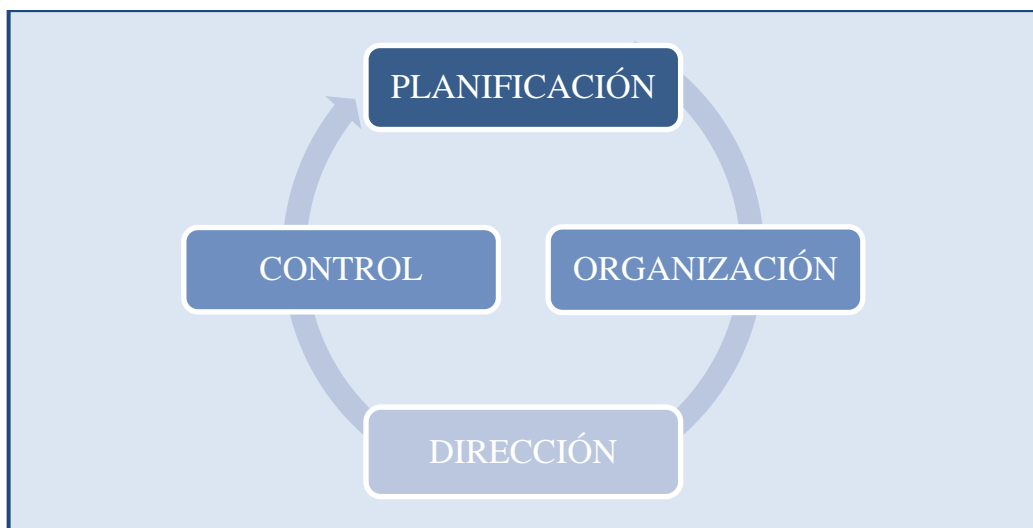 PLANIFICACIÓN
CONTROL
ORGANIZACIÓN
DIRECCIÓN